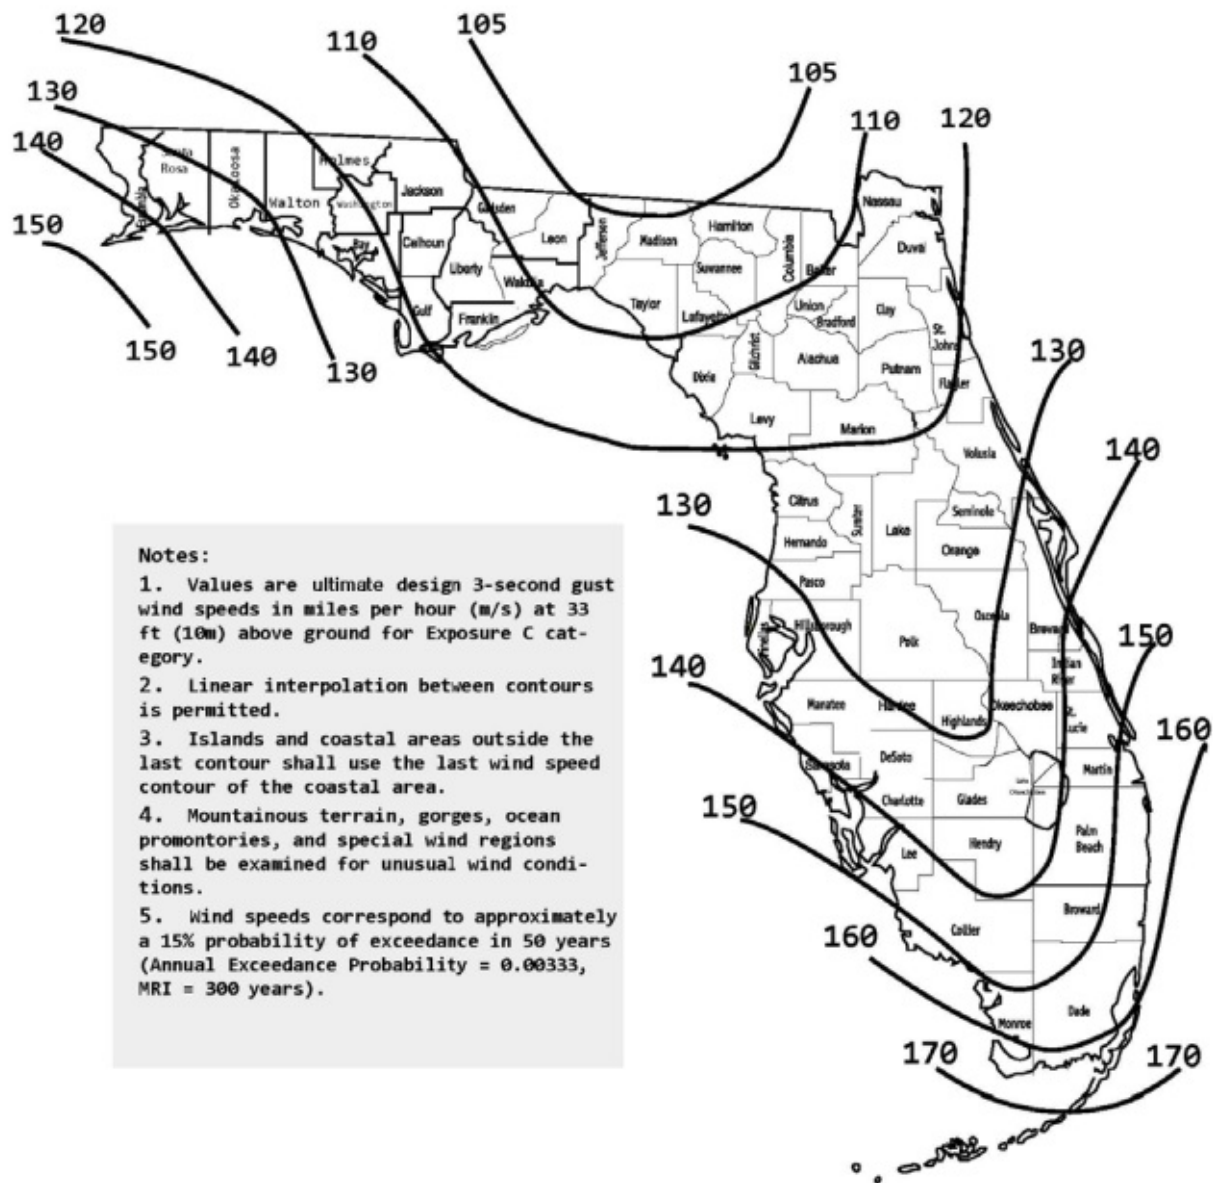 120
105
110
105
130
110
120
140
Santa
Rosa
Okaloosa
Holmes
Walton
Washington
Jackson
Nassau
Gadsden
Leon
Jefferson
Madison
Hamilton
Columbia
Duval
150
Bay
Calhoun
Liberty
Wakulla
Suwannee
Baker
Gulf
Franklin
Taylor
Lafayette
Union
Bradford
Clay
St.
Johns
150
140
130
Dixie
Gilchrist
Alachua
Putnam
Flagler
130
Levy
Marion
Volusia
140
130
Citrus
Sumter
Lake
Seminole
Hernando
Orange
Pasco
Osceola
Pinellas
Hillsborough
Polk
Brevard
150
Indian
River
140
Manatee
Hardee
Highlands
Okeechobee
St.
Lucie
160
Sarasota
DeSoto
Martin
150
Charlotte
Glades
Palm
Beach
Lee
Hendry
Broward
160
Collier
Monroe
Dade
170
170
Notes:
1. Values are ultimate design 3-second gust
wind speeds in miles per hour (m/s) at 33
ft (10m) above ground for Exposure C cat-
egory.
2. Linear interpolation between contours
is permitted.
3. Islands and coastal areas outside the
last contour shall use the last wind speed
contour of the coastal area.
4. Mountainous terrain, gorges, ocean
promontories, and special wind regions
shall be examined for unusual wind condi-
tions.
5. Wind speeds correspond to approximately
a 15% probability of exceedance in 50 years
(Annual Exceedance Probability = 0.00333,
MRI = 300 years).